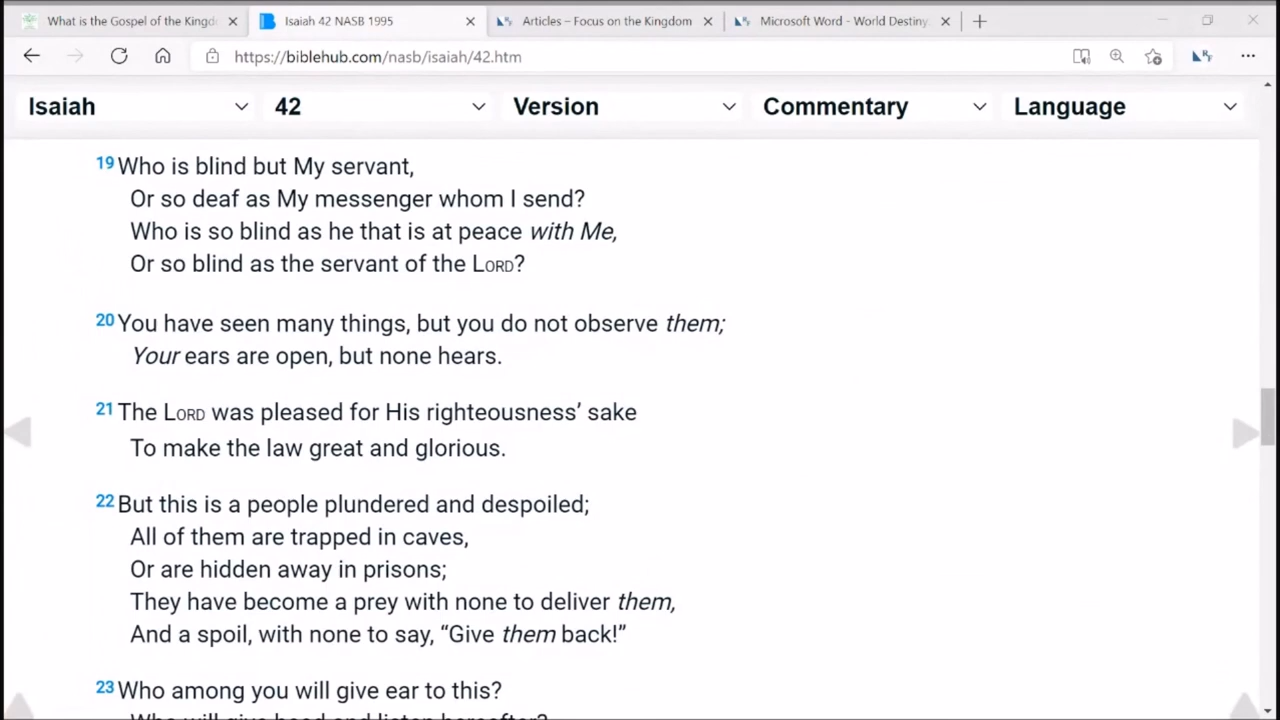 What is the Gospel of the Kingd
Isaiah 42 NASB 1995
Articles – Focus on the Kingdom
Microsoft Word - World Destiny.
https://biblehub.com/nasb/isaiah/42.htm
Isaiah
42
Version
Commentary
Language
19 Who is blind but My servant,
Or so deaf as My messenger whom I send?
Who is so blind as he that is at peace with Me,
Or so blind as the servant of the LORD?
20 You have seen many things, but you do not observe them;
Your ears are open, but none hears.
21 The LORD was pleased for His righteousness’ sake
To make the law great and glorious.
22 But this is a people plundered and despoiled;
All of them are trapped in caves,
Or are hidden away in prisons;
They have become a prey with none to deliver them,
And a spoil, with none to say, “Give them back!”
23 Who among you will give ear to this?
Who will give heed and listen hereafter?